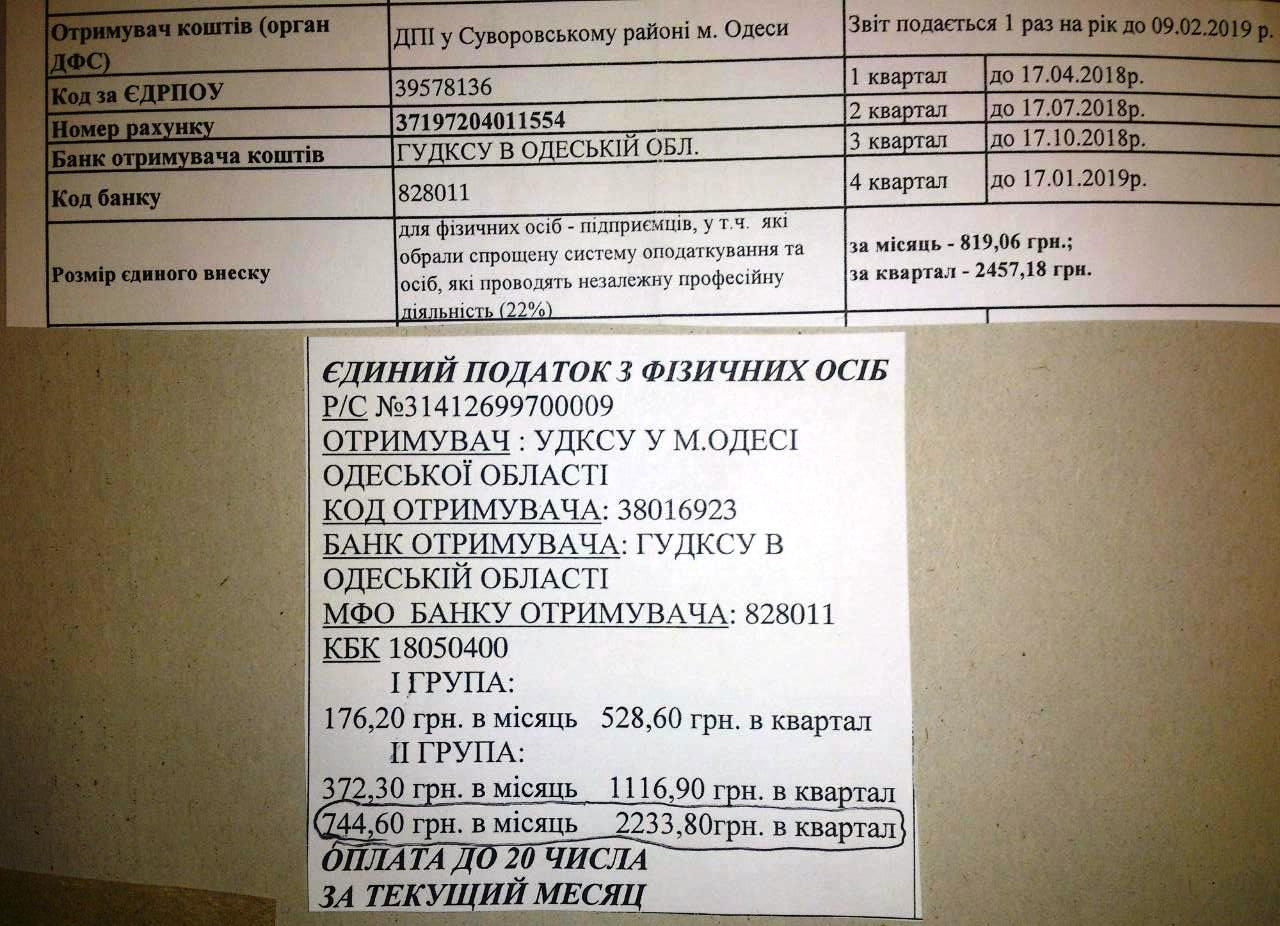 Отримувач коштів (орган
ДФС)
ДПІ у Суворовському районі м. Одеси
Звіт подається 1 раз на рік до 09.02.2019 р.
Код за ЄДРПОУ
39578136
1 квартал
до 17.04.2018р.
Номер рахунку
37197204011554
2 квартал
до 17.07.2018р.
Банк отримувача коштів
ГУДКСУ В ОДЕСЬКІЙ ОБЛ.
3 квартал
до 17.10.2018р.
Код банку
828011
4 квартал
до 17.01.2019р.
Розмір єдиного внеску
для фізичних осіб - підприємців, у т.ч. які
обрали спрощену систему оподаткування та
осіб, які проводять незалежну професійну
діяльність (22%)
за місяць - 819,06 грн.;
за квартал - 2457,18 грн.
ЄДИНИЙ ПОДАТОК З ФІЗИЧНИХ ОСІБ
Р/С №31412699700009
ОТРИМУВАЧ : УДКСУ У М.ОДЕСІ
ОДЕСЬКОЇ ОБЛАСТІ
КОД ОТРИМУВАЧА: 38016923
БАНК ОТРИМУВАЧА: ГУДКСУ В
ОДЕСЬКІЙ ОБЛАСТІ
МФО БАНКУ ОТРИМУВАЧА: 828011
КБК 18050400
І ГРУПА:
176,20 грн. в місяць 528,60 грн. в квартал
ІІ ГРУПА:
372,30 грн. в місяць 1116,90 грн. в квартал
744,60 грн. в місяць 2233,80грн. в квартал
ОПЛАТА ДО 20 ЧИСЛА
ЗА ТЕКУЩИЙ МЕСЯЦ